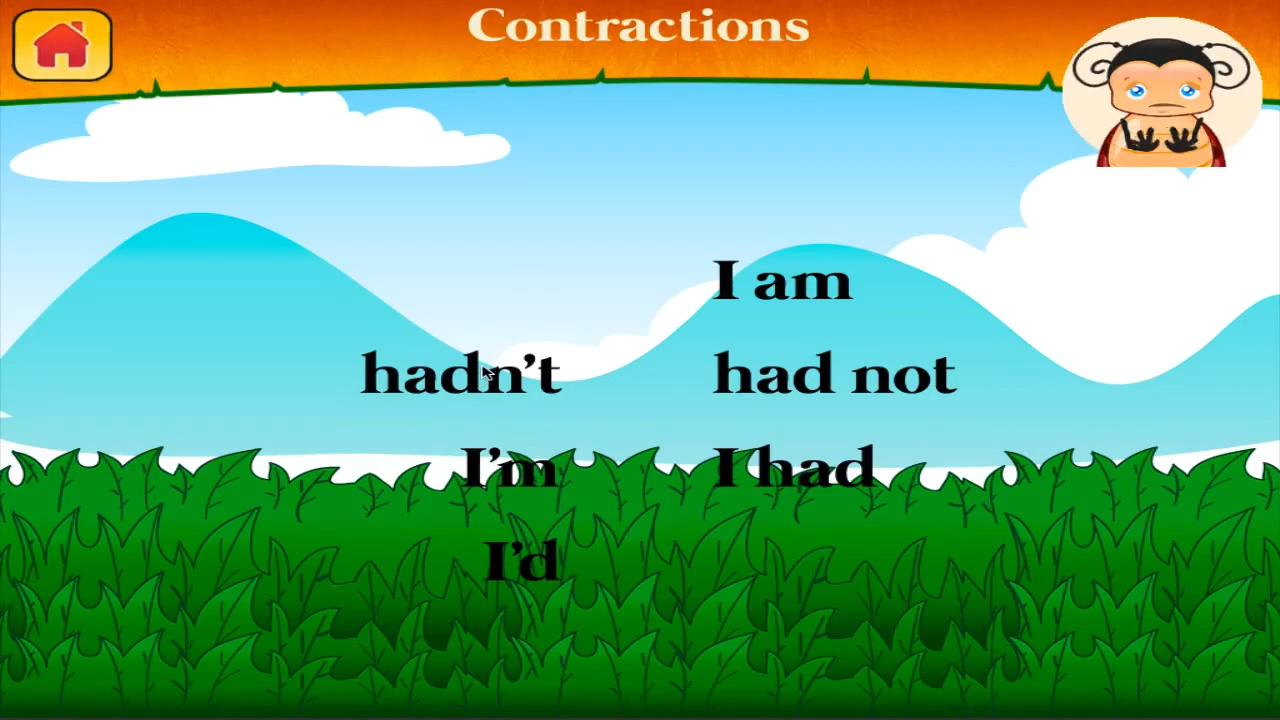 Contractions
I am
hadn’t had not
I’m I had
I’d